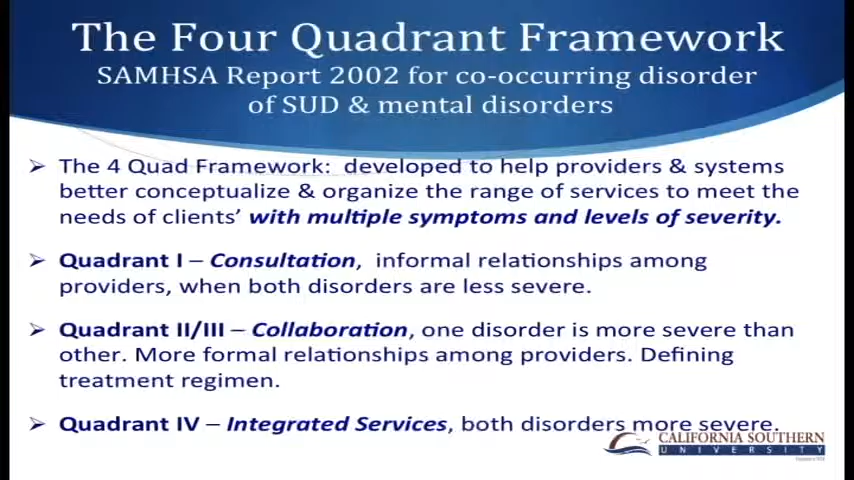 The Four Quadrant Framework
SAMHSA Report 2002 for co-occurring disorder
of SUD & mental disorders
➢ The 4 Quad Framework: developed to help providers & systems
better conceptualize & organize the range of services to meet the
needs of clients’ with multiple symptoms and levels of severity.
➢ Quadrant I – Consultation, informal relationships among
providers, when both disorders are less severe.
➢ Quadrant II/III – Collaboration, one disorder is more severe than
other. More formal relationships among providers. Defining
treatment regimen.
➢ Quadrant IV – Integrated Services, both disorders more severe.
CALIFORNIA SOUTHERN
UNIVERSITY